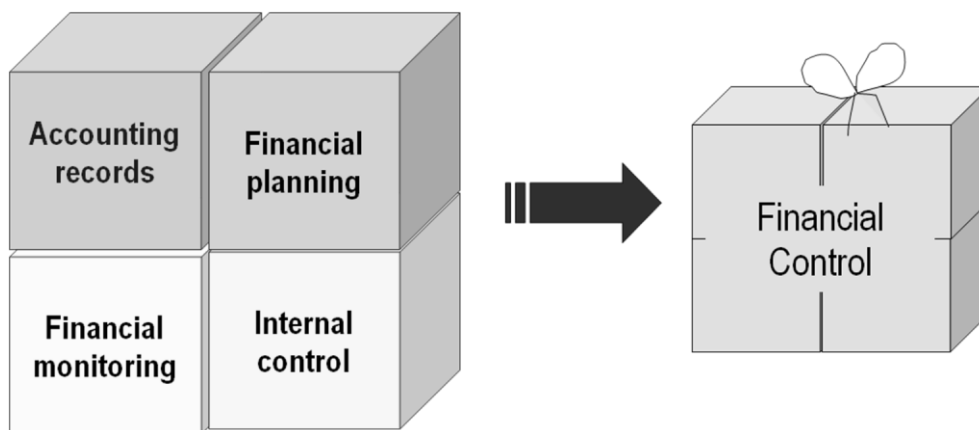 Accounting
records
Financial
planning
Financial
monitoring
Internal
control
Financial
Control